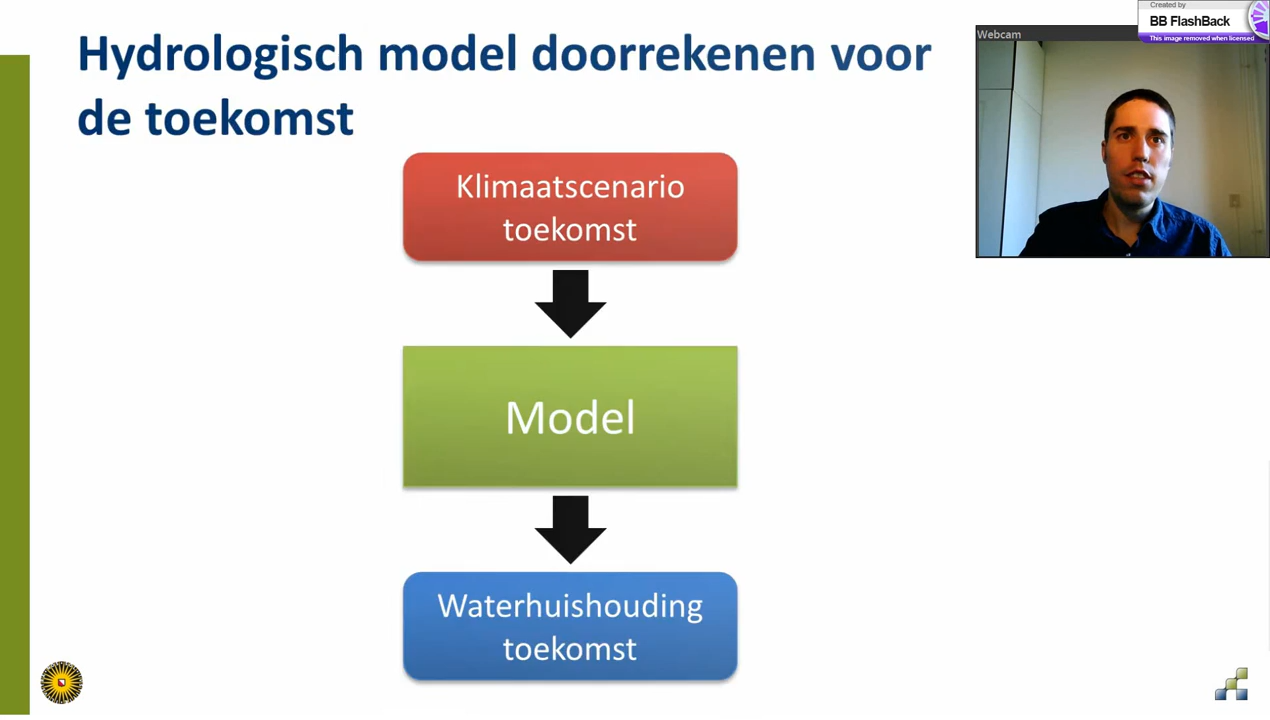 Hydrologisch model doorrekenen voor
de toekomst
Created by
BB FlashBack
This image removed when licensed
Webcam
Klimaatscenario
toekomst
Model
Waterhuishouding
toekomst